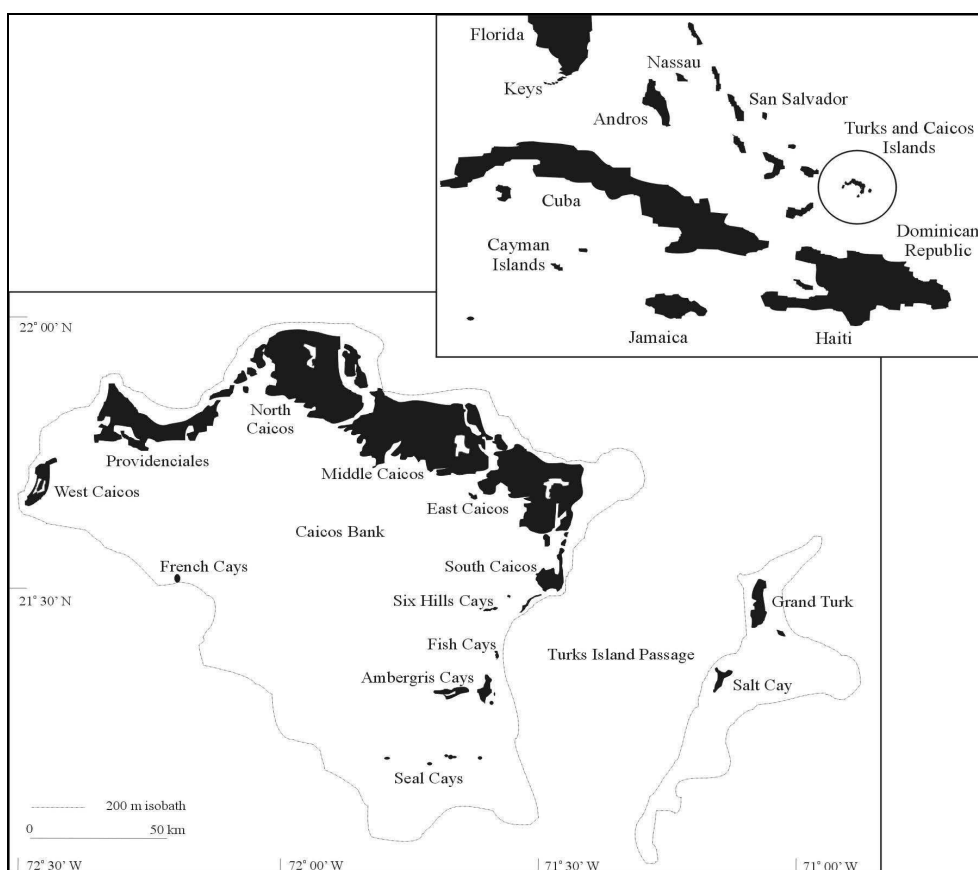 Florida
Keys
Nassau
Andros
San Salvador
Turks and Caicos
Islands
Cuba
Cayman
Islands
Dominican
Republic
Jamaica
Haiti
22° 00' N
North
Caicos
Providenciales
Middle Caicos
West Caicos
East Caicos
Caicos Bank
French Cays
South Caicos
21° 30' N
Six Hills Cays
Grand Turk
Fish Cays
Turks Island Passage
Ambergris Cays
Salt Cay
Seal Cays
200 m isobath
0 50 km
72° 30' W
72° 00' W
71° 30' W
71° 00' W